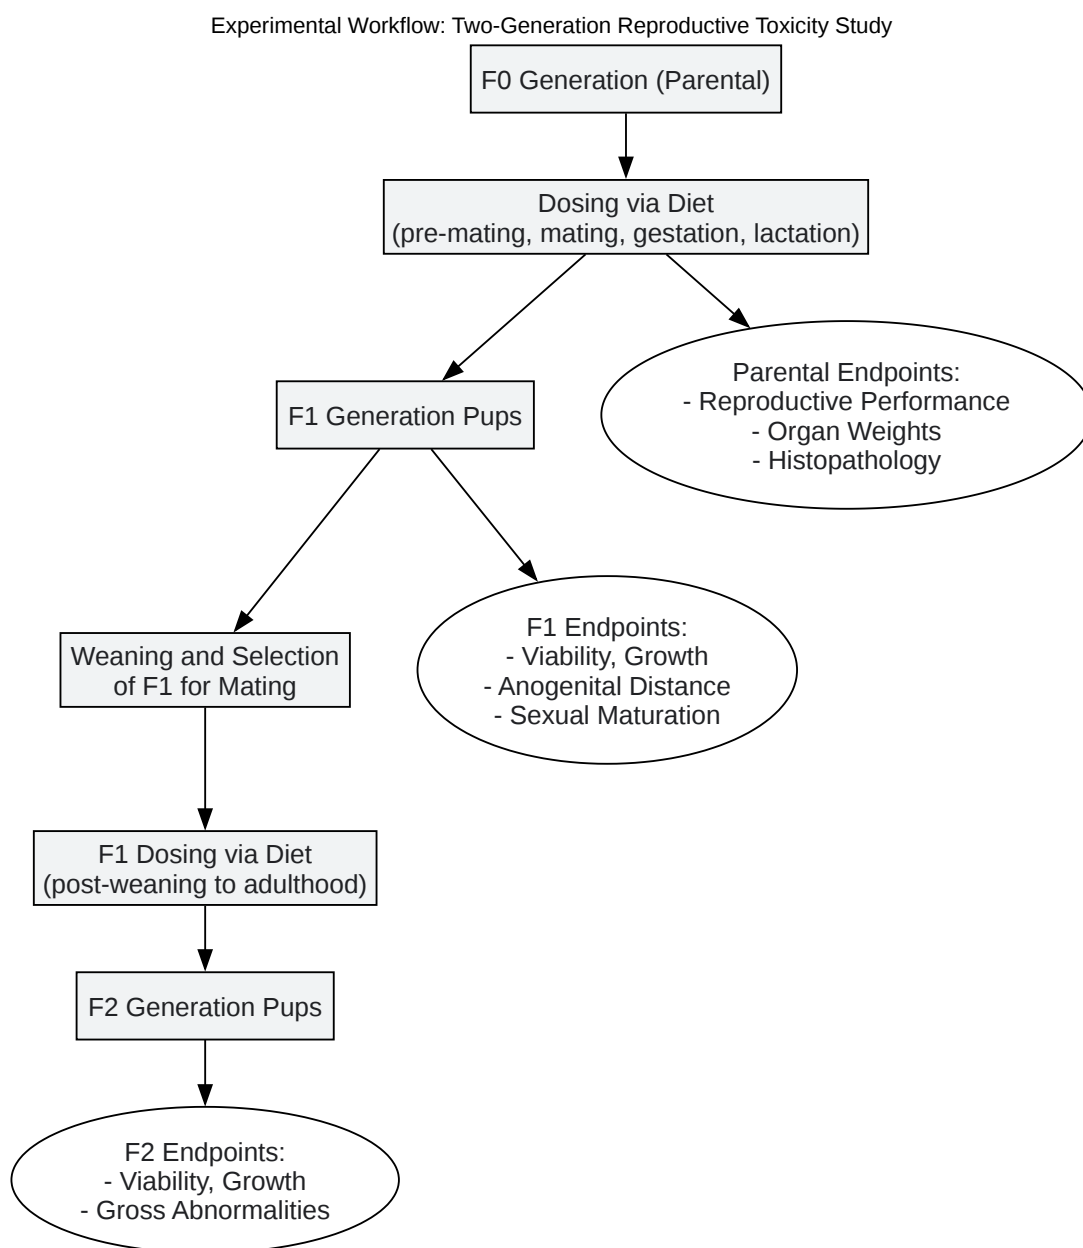 Experimental Workflow: Two-Generation Reproductive Toxicity Study
F0 Generation (Parental)
Dosing via Diet
(pre-mating, mating, gestation, lactation)
Parental Endpoints:
- Reproductive Performance
- Organ Weights
- Histopathology
F1 Generation Pups
F1 Endpoints:
- Viability, Growth
- Anogenital Distance
- Sexual Maturation
Weaning and Selection
of F1 for Mating
F1 Dosing via Diet
(post-weaning to adulthood)
F2 Generation Pups
F2 Endpoints:
- Viability, Growth
- Gross Abnormalities